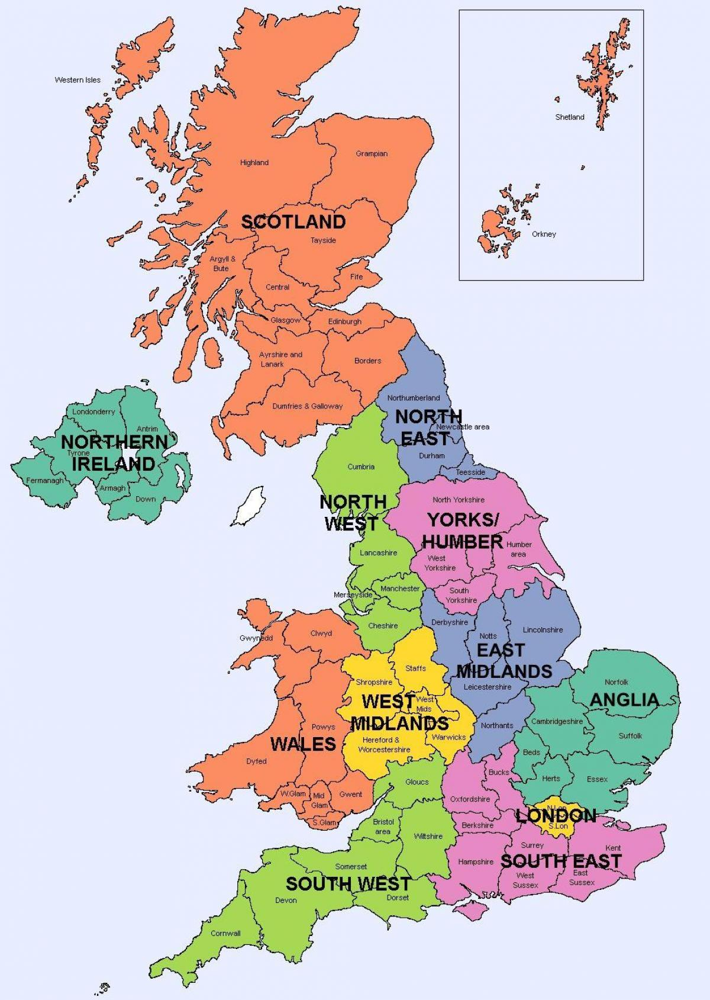 Western Isles
Shetland
Orkney
Highland
Grampian
SCOTLAND
Tayside
Argyll &
Bute
Fife
Central
Glasgow
Edinburgh
Ayrshire and
Lanark
Borders
Dumfries & Galloway
Londonderry
Antrim
NORTHERN
Tyrone
IRELAND
Fermanagh
Armagh
Down
Northumberland
NORTH
Newcastle area
EAST
Durham
Teesside
Cumbria
NORTH
WEST
Lancashire
Merseyside
Manchester
Cheshire
North Yorkshire
YORKS/
HUMBER
Humber
area
West
Yorkshire
South
Yorkshire
Derbyshire
Notts
Lincolnshire
EAST
MIDLANDS
Leicestershire
Northants
Gwynedd
Clwyd
Powys
WALES
Dyfed
W.Glam
Mid
Glam
Gwent
S.Glam
Staffs
Shropshire
WEST
West
Mids
MIDLANDS
Warwicks
Hereford &
Worcestershire
Norfolk
ANGLIA
Cambridgeshire
Suffolk
Beds
Herts
Essex
N.Lon
LONDON
S.Lon
Bucks
Oxfordshire
Berkshire
Surrey
Kent
Hampshire
SOUTH EAST
West
Sussex
East
Sussex
Gloucs
Bristol
area
Wiltshire
Somerset
SOUTH WEST
Devon
Dorset
Cornwall